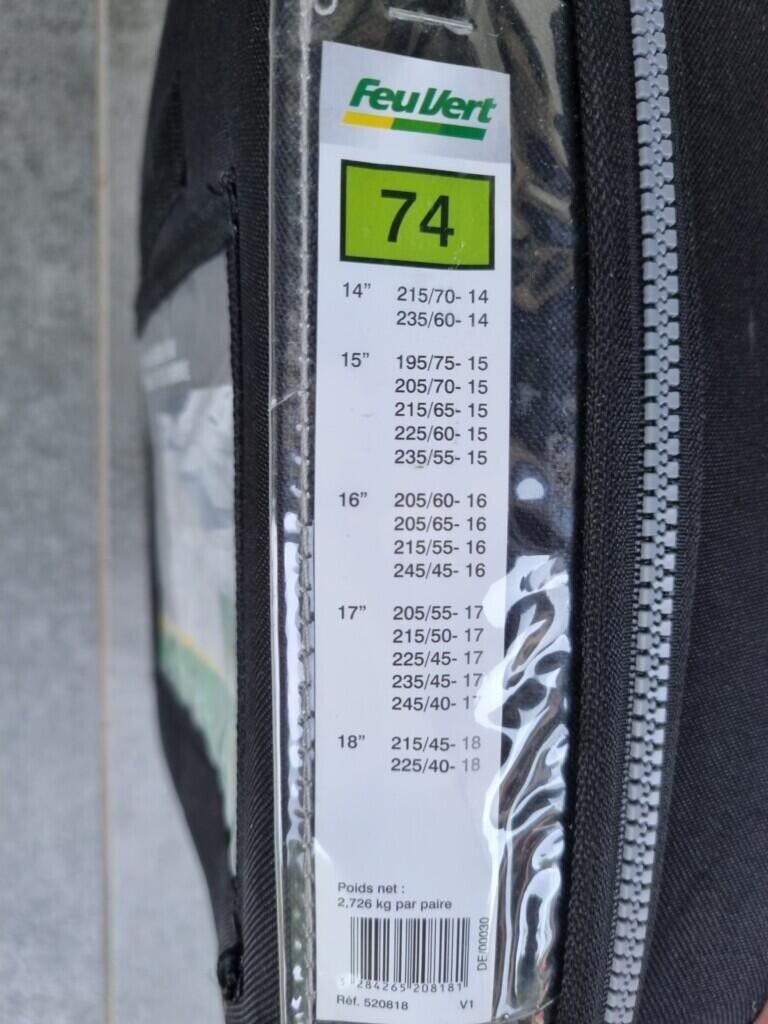 Feu Vert
74
14” 215/70- 14
235/60- 14
15” 195/75- 15
205/70- 15
215/65- 15
225/60- 15
235/55- 15
16” 205/60- 16
205/65- 16
215/55- 16
245/45- 16
17” 205/55- 17
215/50- 17
225/45- 17
235/45- 17
245/40- 17
18” 215/45- 18
225/40- 18
Poids net :
2,726 kg par paire
DE/00030
3 284265 208181
Réf. 520818 V1